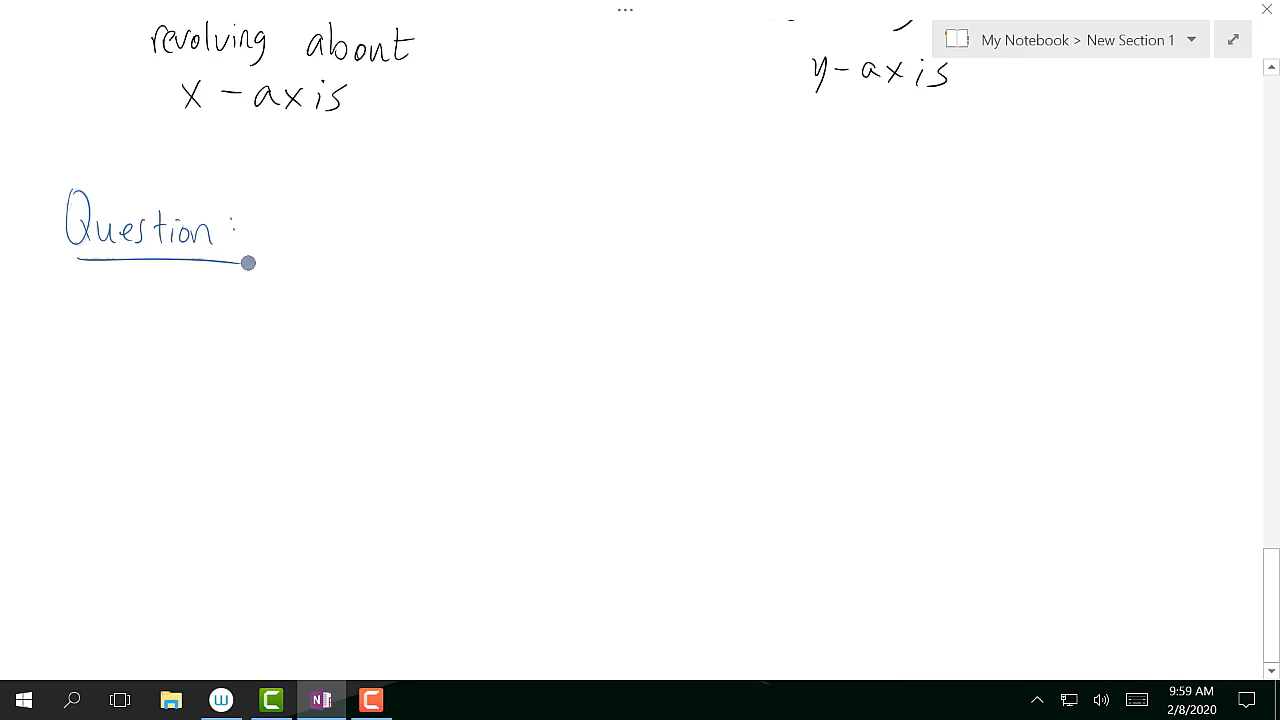 revolving about
x - axis
y - axis
My Notebook > New Section 1
Question :
W
N
9:59 AM
2/8/2020